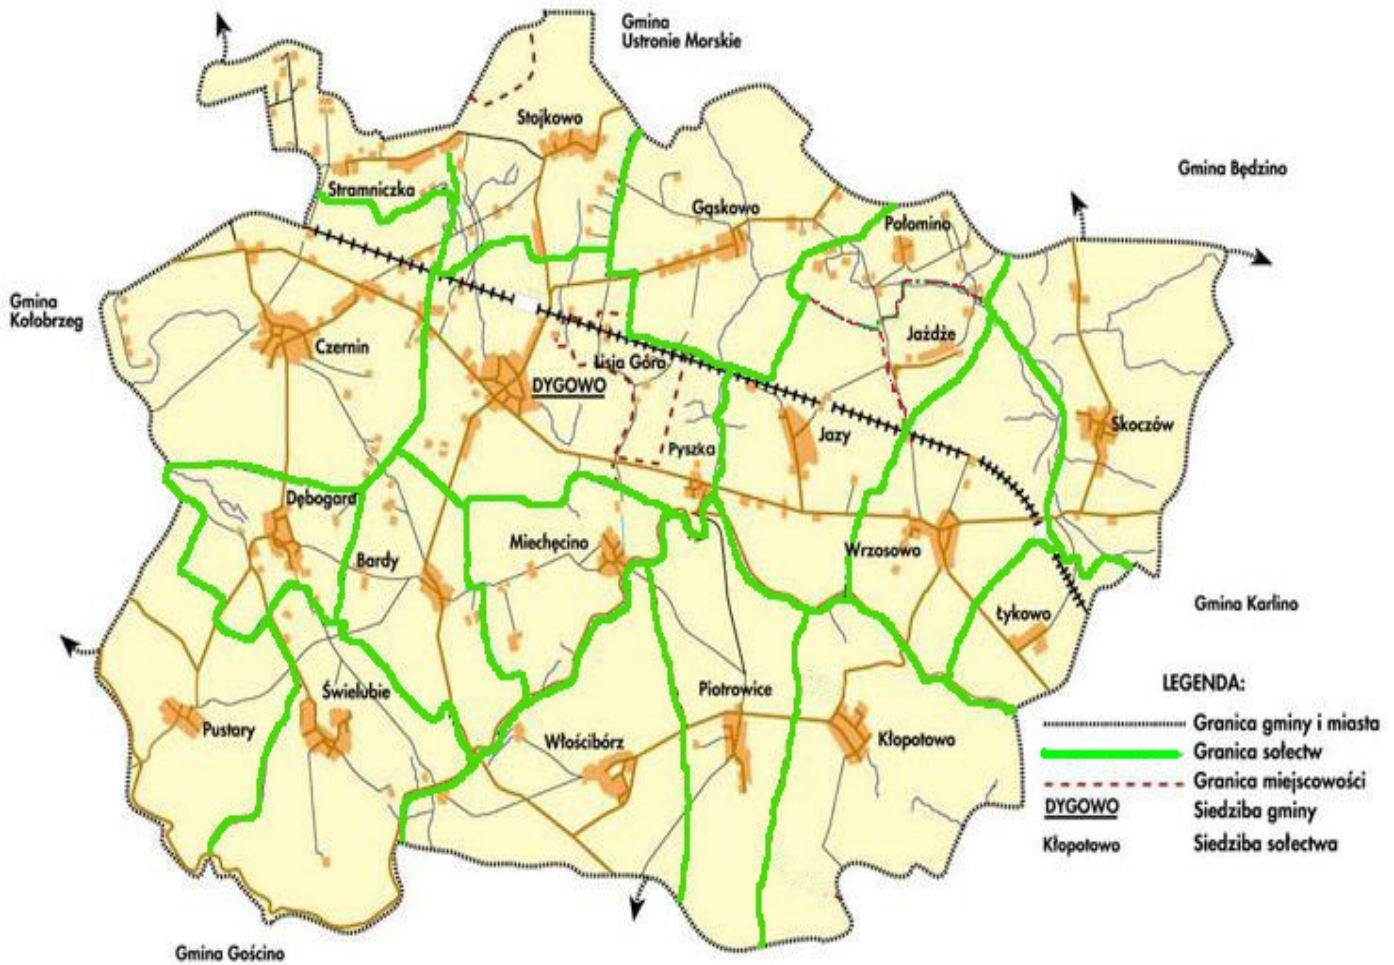 Gmina
Ustronie Morskie
Stojkowo
Gmina Będzino
Stramniczka
Gąskowo
Połomino
Gmina
Kołobrzeg
Czernin
Jażdże
Lisia Góra
DYGOWO
Skoczów
Jazy
Pyszka
Dębogard
Miechęcino
Wrzosowo
Bardy
Gmina Karlino
Łykowo
Świelubie
Piotrowice
Pustary
Włościbórz
Kłopotowo
LEGENDA:
Granica gminy i miasta
Granica sołectw
Granica miejscowości
DYGOWO Siedziba gminy
Kłopotowo Siedziba sołectwa
Gmina Gościno